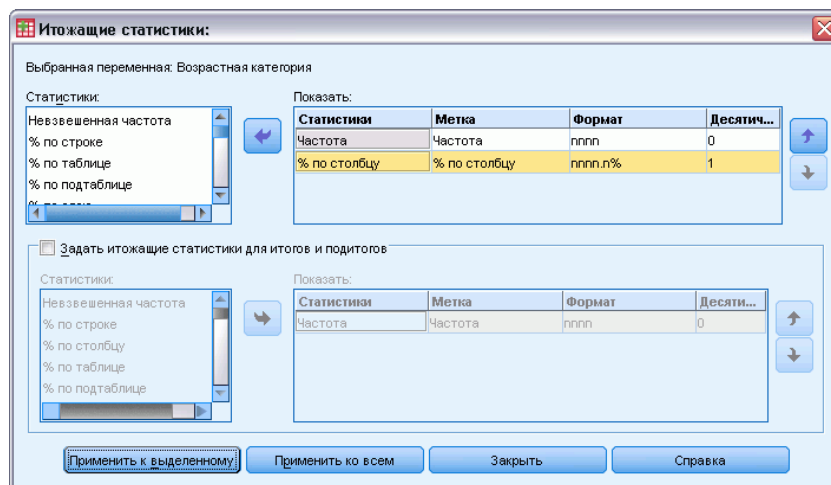 Итожащие статистики:
Выбранная переменная: Возрастная категория
Статистики:
Невзвешенная частота
% по строке
% по таблице
% по подтаблице
Показать:
Статистики Метка Формат Десятич...
Частота Частота nnnn 0
% по столбцу % по столбцу nnnn.n% 1
Задать итожащие статистики для итогов и подитогов
Статистики:
Невзвешенная частота
% по строке
% по столбцу
% по таблице
% по подтаблице
Показать:
Статистики Метка Формат Десяти...
Частота Частота nnnn 0
Применить к выделенному Применить ко всем Закрыть Справка